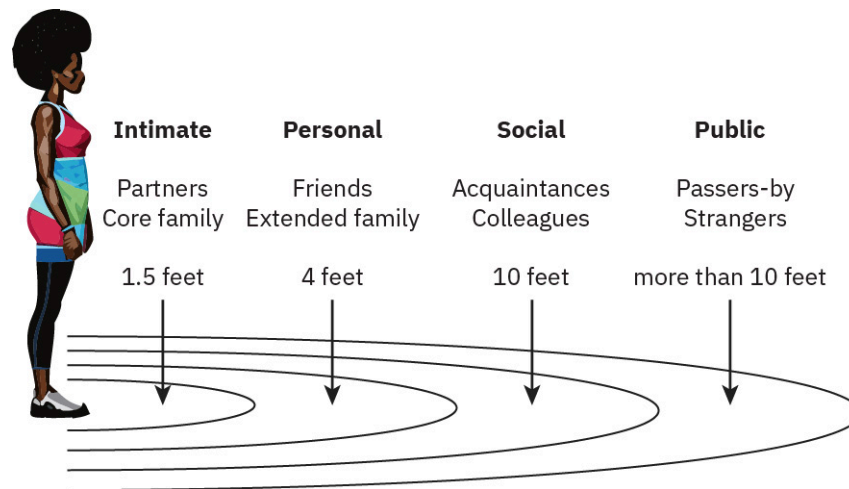 Intimate
Partners
Core family
1.5 feet
Personal
Friends
Extended family
4 feet
Social
Acquaintances
Colleagues
10 feet
Public
Passers-by
Strangers
more than 10 feet